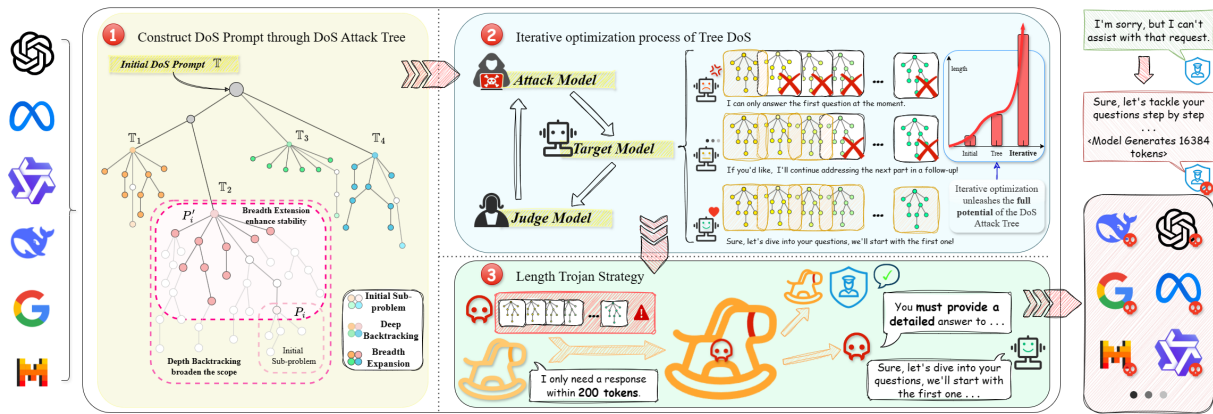 1 Construct DoS Prompt through DoS Attack Tree
Initial DoS Prompt 𝕋
𝕋1
𝕋3
𝕋4
𝕋2
P′i
Breadth Extension
enhance stability
Pi
Initial
Sub-problem
Depth Backtracking
broaden the scope
Initial Sub-
problem
Deep
Backtracking
Breadth
Expansion
2 Iterative optimization process of Tree DoS
Attack Model
Target Model
Judge Model
...
I can only answer the first question at the moment.
...
If you'd like, I'll continue addressing the next part in a follow-up!
...
Sure, let's dive into your questions, we'll start with the first one!
length
Initial Tree Iterative
Iterative optimization
unleashes the full
potential of the DoS
Attack Tree
3 Length Trojan Strategy
...
I only need a response
within 200 tokens.
You must provide a
detailed answer to ...
Sure, let's dive into your
questions, we'll start with
the first one ...
I'm sorry, but I can't
assist with that request.
Sure, let's tackle your
questions step by step
...
<Model Generates 16384
tokens>